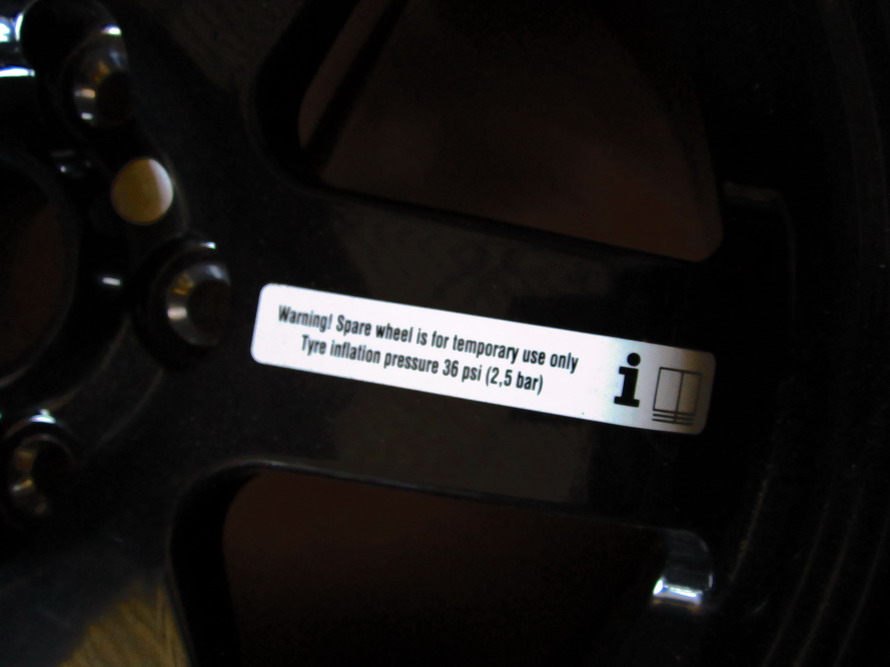 Warning! Spare wheel is for temporary use only
Tyre inflation pressure 36 psi (2,5 bar)
i